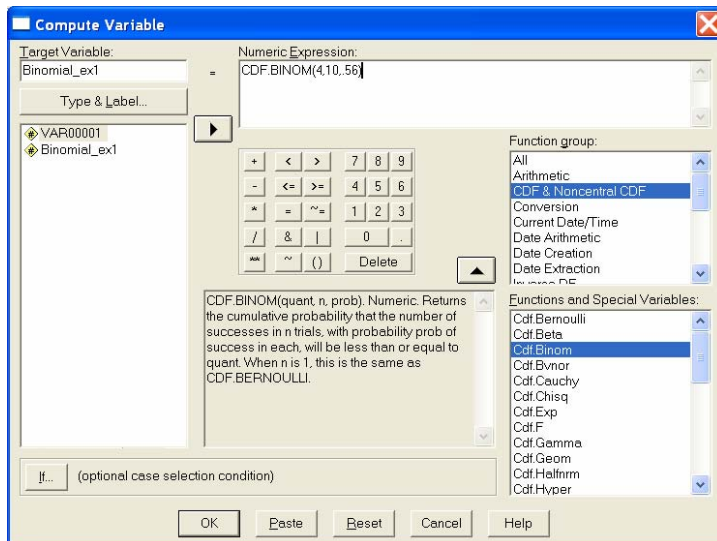 Compute Variable
Target Variable:
Binomial_ex1
=
Numeric Expression:
CDF.BINOM(4,10,.56)
Type & Label...
VAR00001
Binomial_ex1
+ < > 7 8 9
- <= >= 4 5 6
* = ~= 1 2 3
/ & | 0 .
** ~ () Delete
Function group:
All
Arithmetic
CDF & Noncentral CDF
Conversion
Current Date/Time
Date Arithmetic
Date Creation
Date Extraction
Inverse DF
CDF.BINOM(quant, n, prob). Numeric. Returns
the cumulative probability that the number of
successes in n trials, with probability prob of
success in each, will be less than or equal to
quant. When n is 1, this is the same as
CDF.BERNOULLI.
Functions and Special Variables:
Cdf.Bernoulli
Cdf.Beta
Cdf.Binom
Cdf.Bvnor
Cdf.Cauchy
Cdf.Chisq
Cdf.Exp
Cdf.F
Cdf.Gamma
Cdf.Geom
Cdf.Halfnrm
Cdf.Hyper
If... (optional case selection condition)
OK Paste Reset Cancel Help